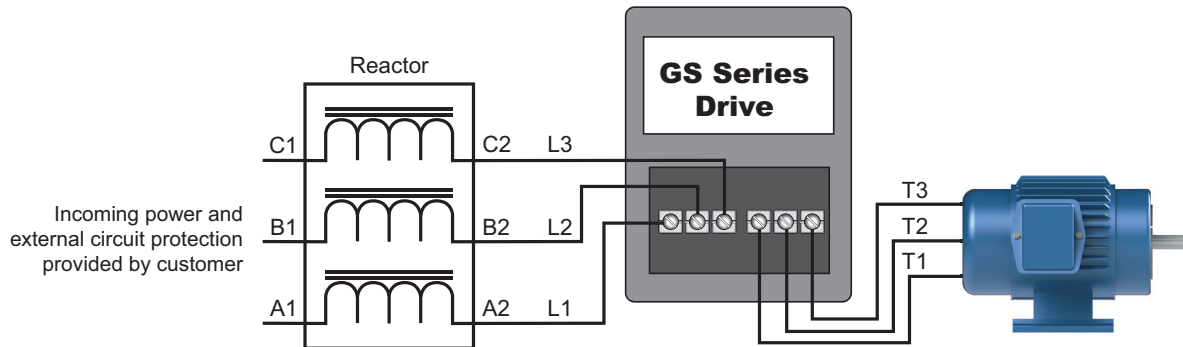 Reactor
GS Series
Drive
C1 C2 L3
Incoming power and
external circuit protection
provided by customer
B1 B2 L2
A1 A2 L1
T3
T2
T1